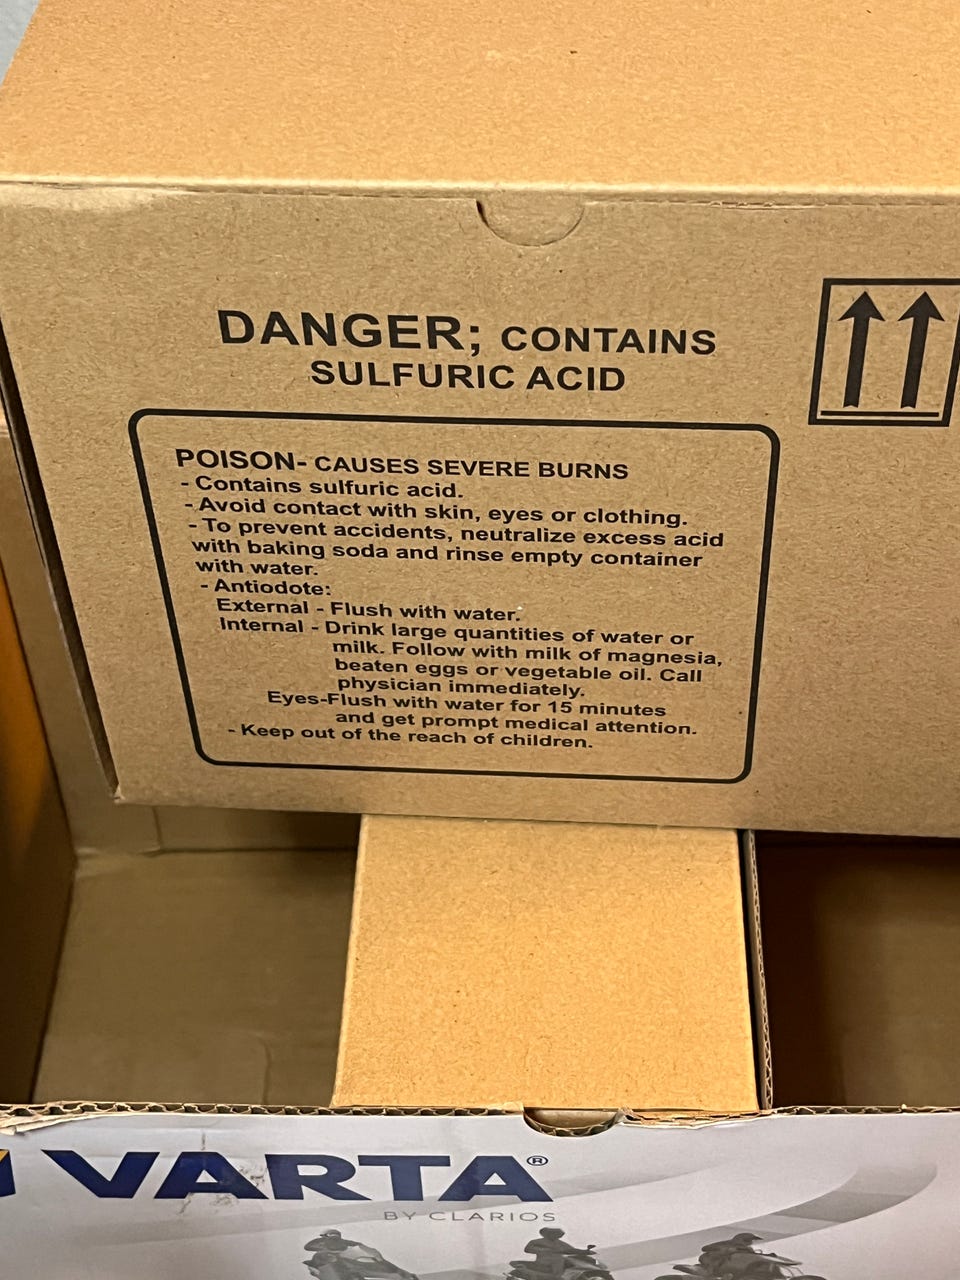 DANGER; CONTAINS
SULFURIC ACID
POISON- CAUSES SEVERE BURNS
- Contains sulfuric acid.
- Avoid contact with skin, eyes or clothing.
- To prevent accidents, neutralize excess acid
with baking soda and rinse empty container
with water.
- Antiodote:
External - Flush with water.
Internal - Drink large quantities of water or
milk. Follow with milk of magnesia,
beaten eggs or vegetable oil. Call
physician immediately.
Eyes-Flush with water for 15 minutes
and get prompt medical attention.
- Keep out of the reach of children.
VARTA®
BY CLARIOS